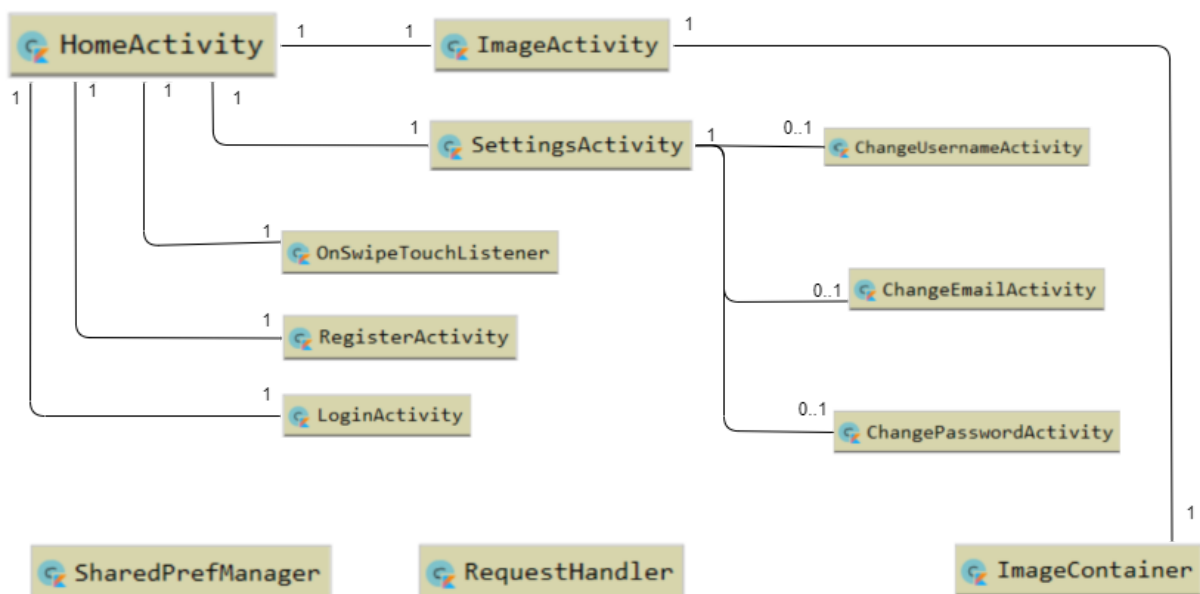 1 1 1
HomeActivity
ImageActivity
1 1 1 1
1 1 0..1
SettingsActivity
ChangeUsernameActivity
1
OnSwipeTouchListener
0..1
ChangeEmailActivity
1
RegisterActivity
1 0..1
LoginActivity
ChangePasswordActivity
1
SharedPrefManager
RequestHandler
ImageContainer